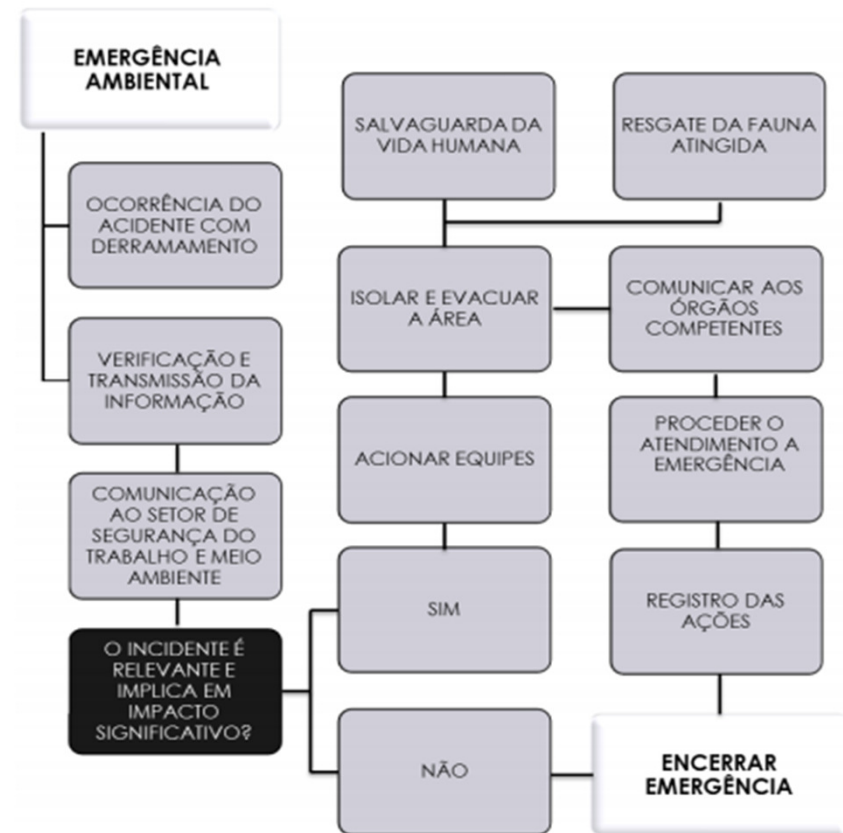 EMERGÊNCIA
AMBIENTAL
OCORRÊNCIA DO
ACIDENTE COM
DERRAMAMENTO
VERIFICAÇÃO E
TRANSMISSÃO DA
INFORMAÇÃO
COMUNICAÇÃO
AO SETOR DE
SEGURANÇA DO
TRABALHO E MEIO
AMBIENTE
O INCIDENTE É
RELEVANTE E
IMPLICA EM
IMPACTO
SIGNIFICATIVO?
SALVAGUARDA DA
VIDA HUMANA
ISOLAR E EVACUAR
A ÁREA
ACIONAR EQUIPES
SIM
NÃO
RESGATE DA FAUNA
ATINGIDA
COMUNICAR AOS
ÓRGÃOS
COMPETENTES
PROCEDER O
ATENDIMENTO A
EMERGÊNCIA
REGISTRO DAS
AÇÕES
ENCERRAR
EMERGÊNCIA